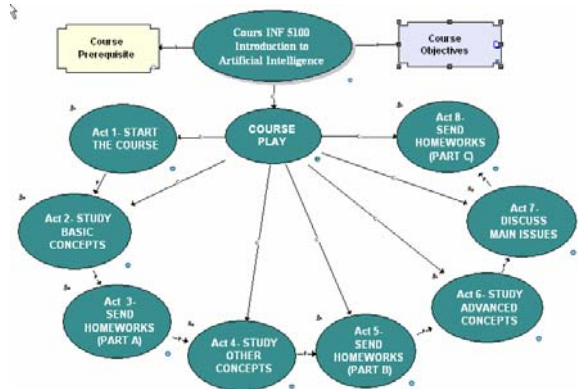 Course
Prerequisite
Cours INF 5100
Introduction to
Artificial Intelligence
Course
Objectives
Act 1- START
THE COURSE
COURSE
PLAY
Act 8-
SEND
HOMEWORKS
(PART C)
Act 2- STUDY
BASIC
CONCEPTS
Act 7-
DISCUSS
MAIN ISSUES
Act 3-
SEND
HOMEWORKS
(PART A)
Act 4- STUDY
OTHER
CONCEPTS
Act 5-
SEND
HOMEWORKS
(PART B)
Act 6- STUDY
ADVANCED
CONCEPTS